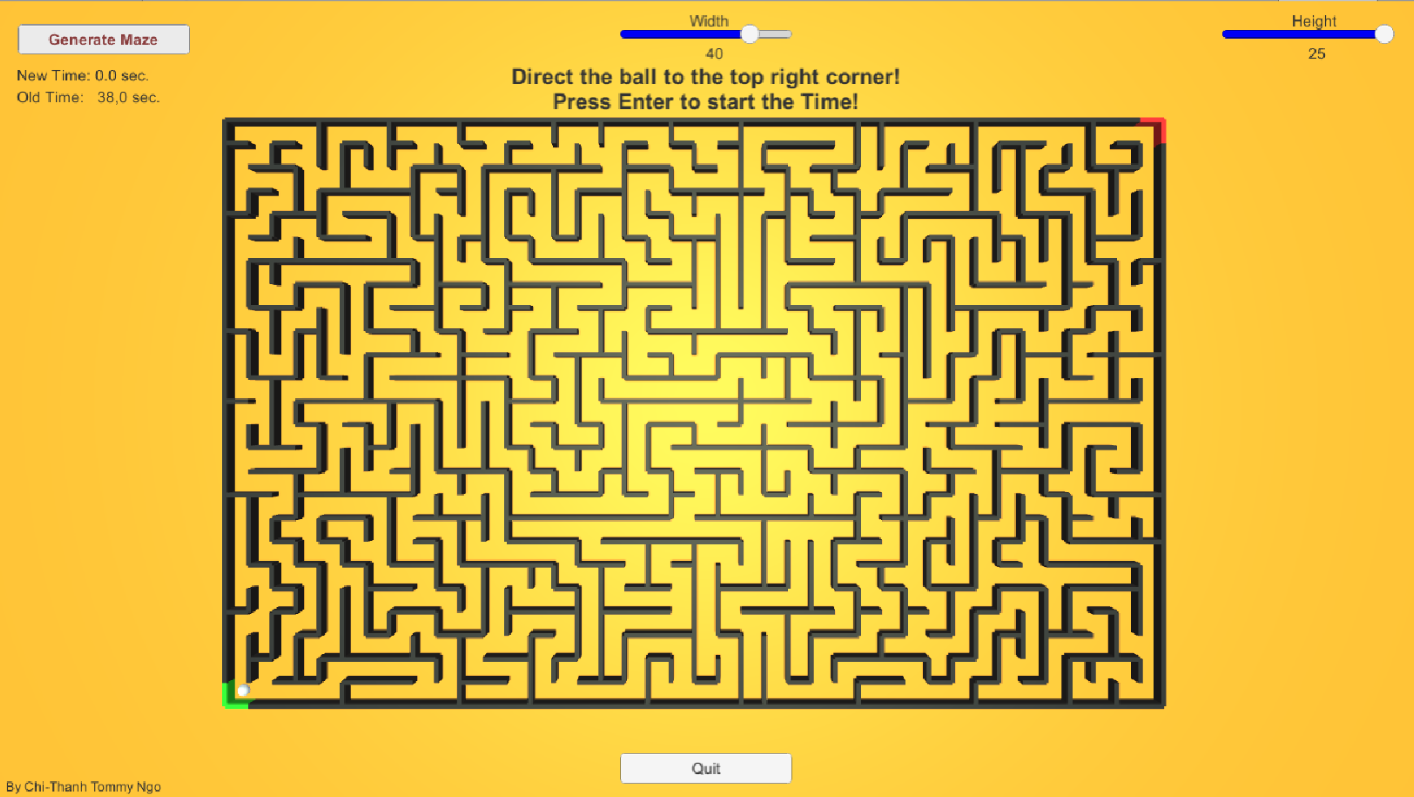 Generate Maze
New Time: 0.0 sec.
Old Time: 38,0 sec.
Width
40
Height
25
Direct the ball to the top right corner!
Press Enter to start the Time!
Quit
By Chi-Thanh Tommy Ngo